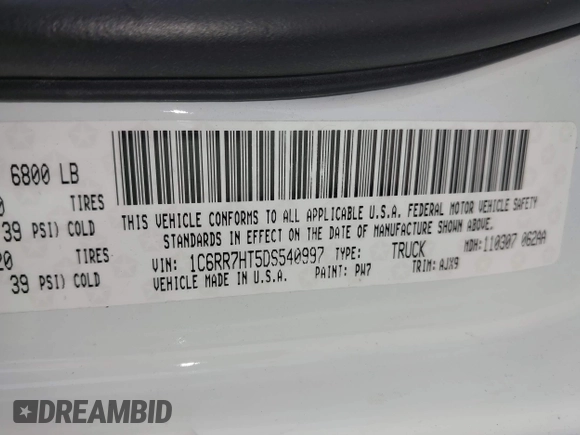 6800 LB
0 TIRES
39 PSI) COLD
20 TIRES
39 PSI) COLD
THIS VEHICLE CONFORMS TO ALL APPLICABLE U.S.A. FEDERAL MOTOR VEHICLE SAFETY
STANDARDS IN EFFECT ON THE DATE OF MANUFACTURE SHOWN ABOVE.
VIN: 1C6RR7HT5DS540997 TYPE: TRUCK MDH: 110307 062AA
VEHICLE MADE IN U.S.A. PAINT: PW7 TRIM: AJX9
DREAMBID